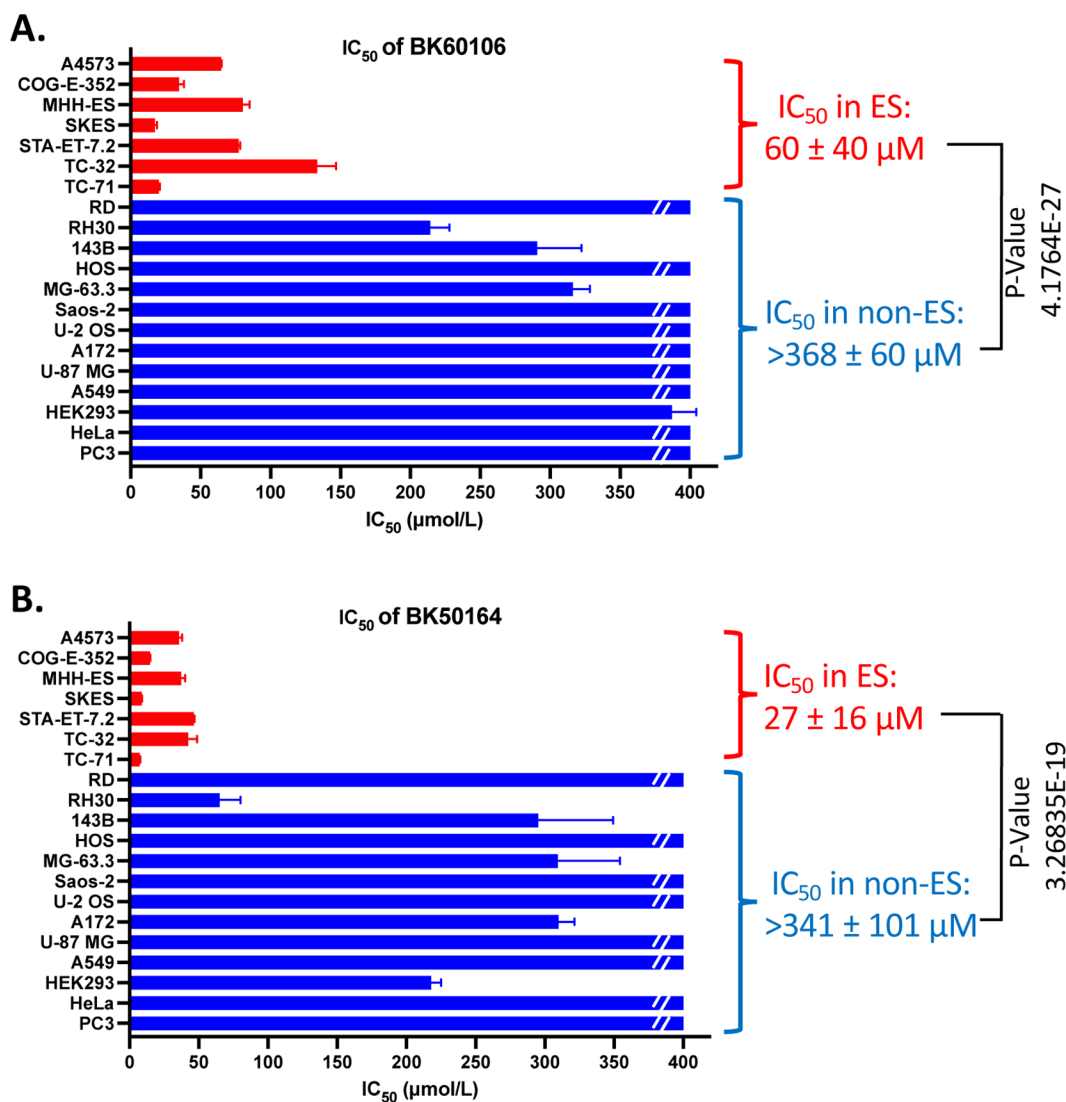 A.
IC50 of BK60106
A4573
COG-E-352
MHH-ES
SKES
STA-ET-7.2
TC-32
TC-71
RD
RH30
143B
HOS
MG-63.3
Saos-2
U-2 OS
A172
U-87 MG
A549
HEK293
HeLa
PC3
0 50 100 150 200 250 300 350 400
IC50 (µmol/L)
IC50 in ES:
60 ± 40 µM
IC50 in non-ES:
>368 ± 60 µM
P-Value
4.1764E-27
B.
IC50 of BK50164
A4573
COG-E-352
MHH-ES
SKES
STA-ET-7.2
TC-32
TC-71
RD
RH30
143B
HOS
MG-63.3
Saos-2
U-2 OS
A172
U-87 MG
A549
HEK293
HeLa
PC3
0 50 100 150 200 250 300 350 400
IC50 (µmol/L)
IC50 in ES:
27 ± 16 µM
IC50 in non-ES:
>341 ± 101 µM
P-Value
3.26835E-19